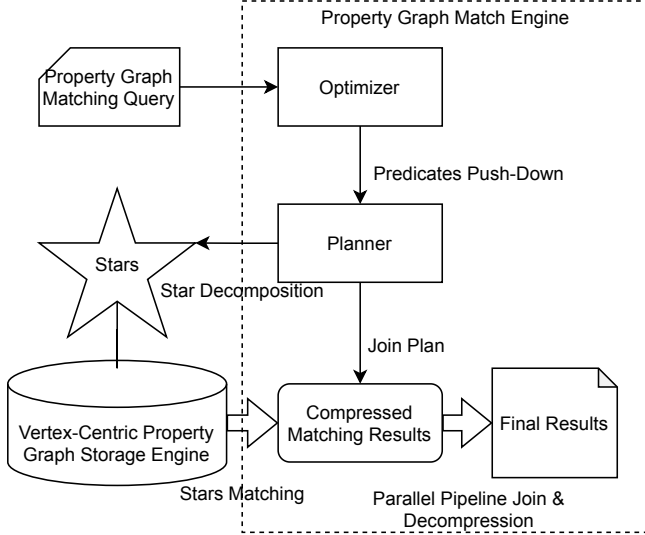 Property Graph Match Engine
Property Graph
Matching Query
Optimizer
Predicates Push-Down
Planner
Stars
Star Decomposition
Join Plan
Vertex-Centric Property
Graph Storage Engine
Compressed
Matching Results
Final Results
Stars Matching
Parallel Pipeline Join &
Decompression